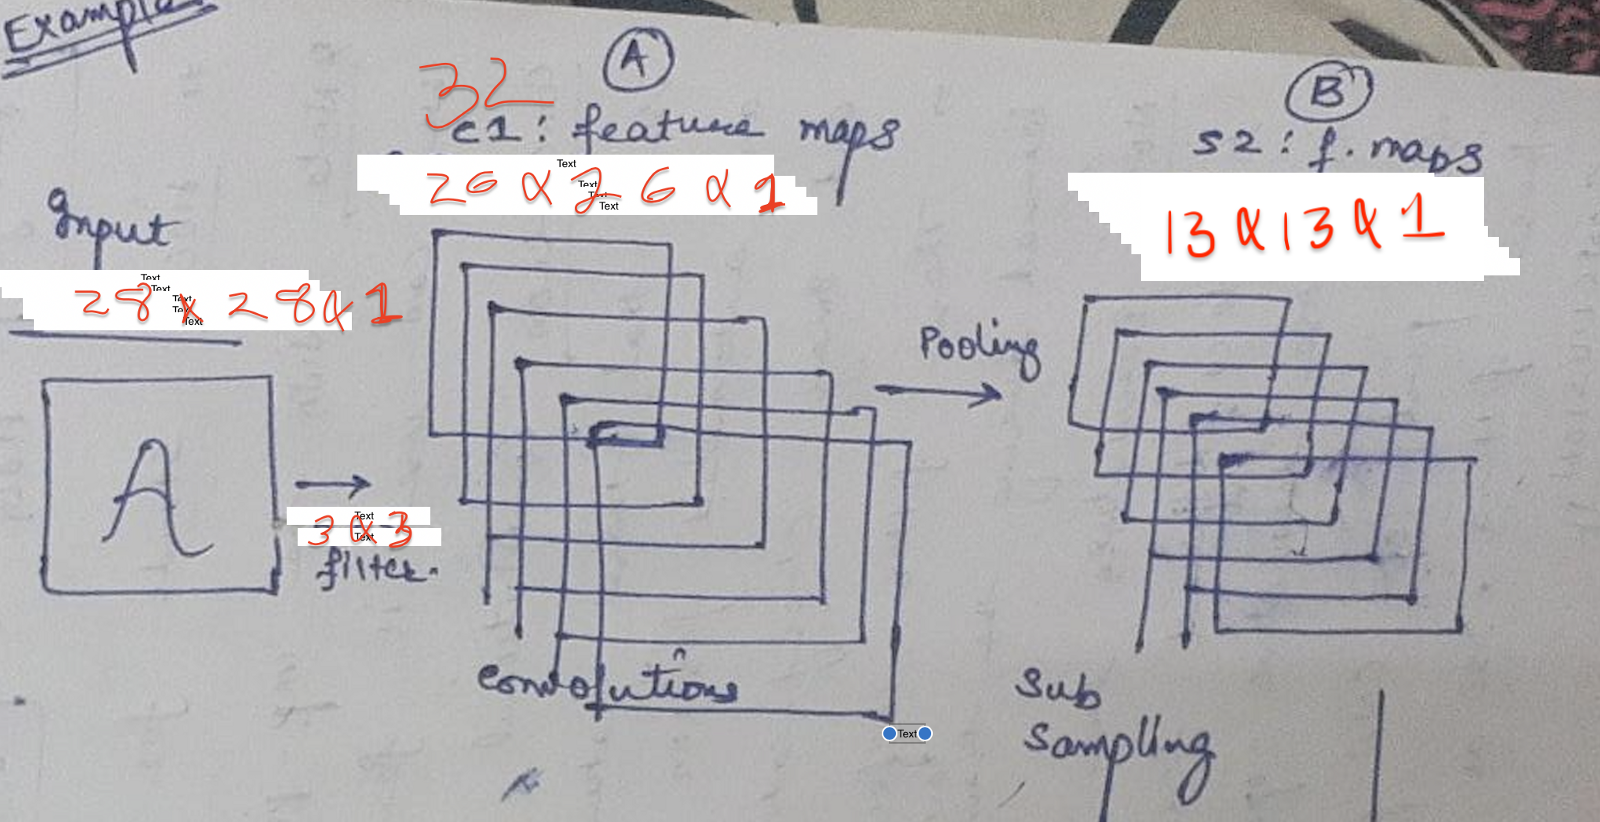 Example
A
32
C1: feature maps
26 x 26 x 1
Text
Text
Text
Text
B
S2: f. maps
13 x 13 x 1
Input
28 x 28 x 1
Text
Text
Text
Text
Text
A
3 x 3
Text
Text
filter
Pooling
Convolutions
Text
Sub
Sampling